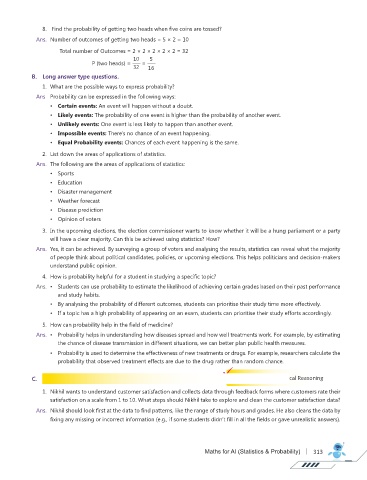 8. Find the probability of getting two heads when five coins are tossed?
Ans: Number of outcomes of getting two heads = 5 × 2 = 10
Total number of Outcomes = 2 × 2 × 2 × 2 × 2 = 32
P (two heads) = 10/32 = 5/16
B. Long answer type questions.
1. What are the possible ways to express probability?
Ans. Probability can be expressed in the following ways:
• Certain events: An event will happen without a doubt.
• Likely events: The probability of one event is higher than the probability of another event.
• Unlikely events: One event is less likely to happen than another event.
• Impossible events: There's no chance of an event happening.
• Equal Probability events: Chances of each event happening is the same.
2. List down the areas of applications of statistics.
Ans. The following are the areas of applications of statistics:
• Sports
• Education
• Disaster management
• Weather forecast
• Disease prediction
• Opinion of voters
3. In the upcoming elections, the election commissioner wants to know whether it will be a hung parliament or a party
will have a clear majority. Can this be achieved using statistics? How?
Ans. Yes, it can be achieved. By surveying a group of voters and analysing the results, statistics can reveal what the majority
of people think about political candidates, policies, or upcoming elections. This helps politicians and decision-makers
understand public opinion.
4. How is probability helpful for a student in studying a specific topic?
Ans. • Students can use probability to estimate the likelihood of achieving certain grades based on their past performance
and study habits.
• By analysing the probability of different outcomes, students can prioritise their study time more effectively.
• If a topic has a high probability of appearing on an exam, students can prioritise their study efforts accordingly.
5. How can probability help in the field of medicine?
Ans. • Probability helps in understanding how diseases spread and how well treatments work. For example, by estimating
the chance of disease transmission in different situations, we can better plan public health measures.
• Probability is used to determine the effectiveness of new treatments or drugs. For example, researchers calculate the
probability that observed treatment effects are due to the drug rather than random chance.
C. cal Reasoning
1. Nikhil wants to understand customer satisfaction and collects data through feedback forms where customers rate their
satisfaction on a scale from 1 to 10. What steps should Nikhil take to explore and clean the customer satisfaction data?
Ans. Nikhil should look first at the data to find patterns, like the range of study hours and grades. He also cleans the data by
fixing any missing or incorrect information (e.g., if some students didn't fill in all the fields or gave unrealistic answers).
Maths for AI (Statistics & Probability) | 313